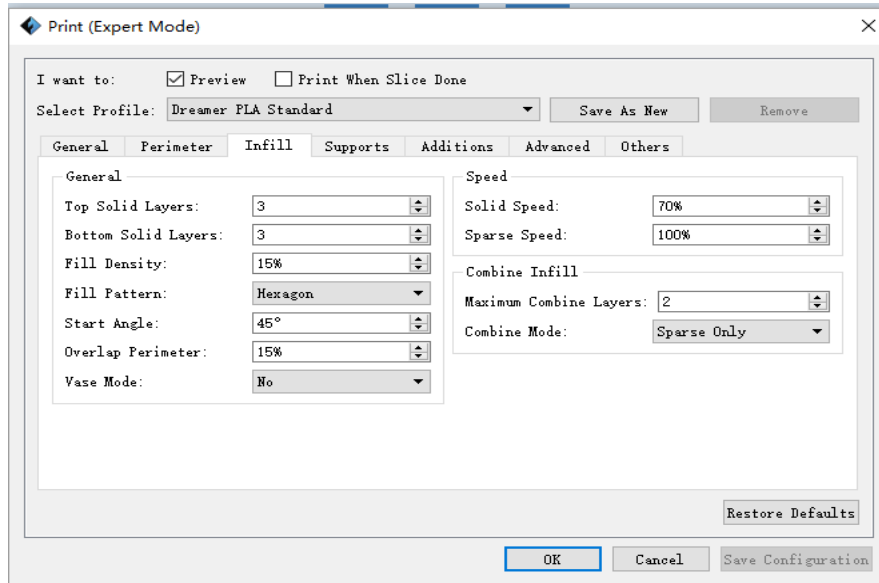 Print (Expert Mode)
I want to: Preview Print When Slice Done
Select Profile: Dreamer PLA Standard Save As New Remove
General Perimeter Infill Supports Additions Advanced Others
General
Top Solid Layers: 3
Bottom Solid Layers: 3
Fill Density: 15%
Fill Pattern: Hexagon
Start Angle: 45°
Overlap Perimeter: 15%
Vase Mode: No
Speed
Solid Speed: 70%
Sparse Speed: 100%
Combine Infill
Maximum Combine Layers: 2
Combine Mode: Sparse Only
Restore Defaults
OK Cancel Save Configuration